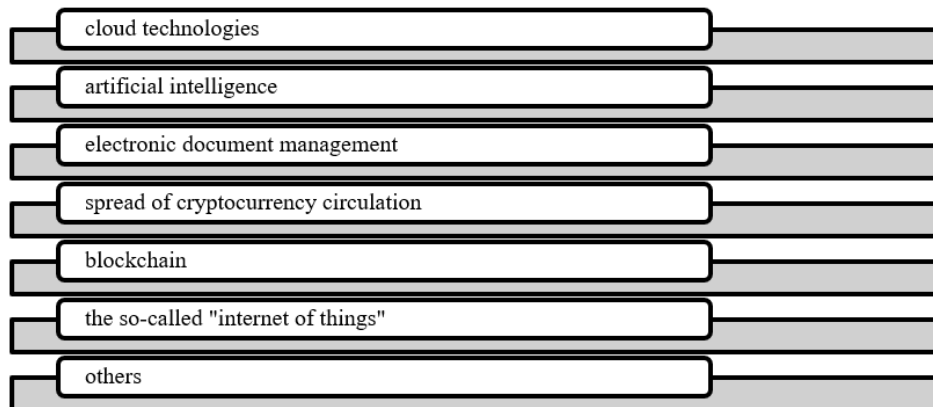 cloud technologies
artificial intelligence
electronic document management
spread of cryptocurrency circulation
blockchain
the so-called "internet of things"
others